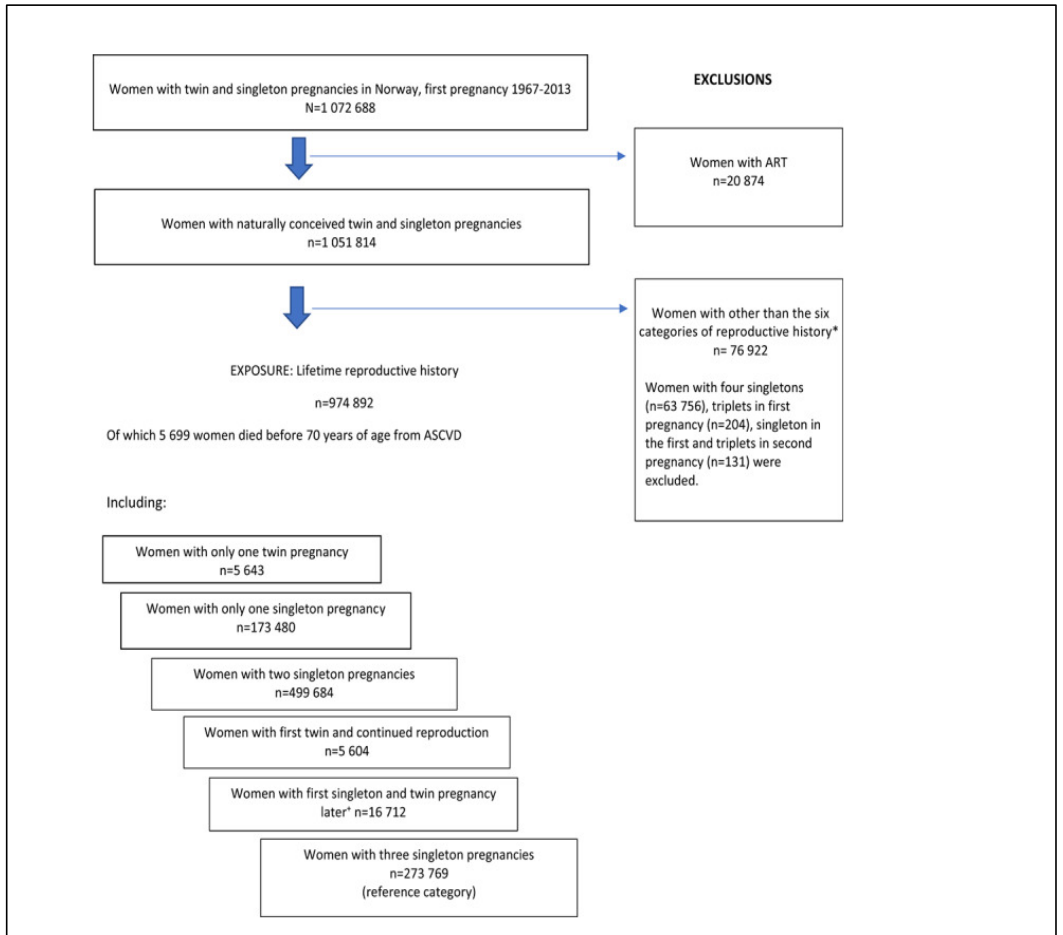 Women with twin and singleton pregnancies in Norway, first pregnancy 1967-2013
N=1 072 688
EXCLUSIONS
Women with ART
n=20 874
Women with naturally conceived twin and singleton pregnancies
n=1 051 814
Women with other than the six
categories of reproductive history*
n= 76 922
Women with four singletons
(n=63 756), triplets in first
pregnancy (n=204), singleton in
the first and triplets in second
pregnancy (n=131) were
excluded.
EXPOSURE: Lifetime reproductive history
n=974 892
Of which 5 699 women died before 70 years of age from ASCVD
Including:
Women with only one twin pregnancy
n=5 643
Women with only one singleton pregnancy
n=173 480
Women with two singleton pregnancies
n=499 684
Women with first twin and continued reproduction
n=5 604
Women with first singleton and twin pregnancy
later⁺ n=16 712
Women with three singleton pregnancies
n=273 769
(reference category)